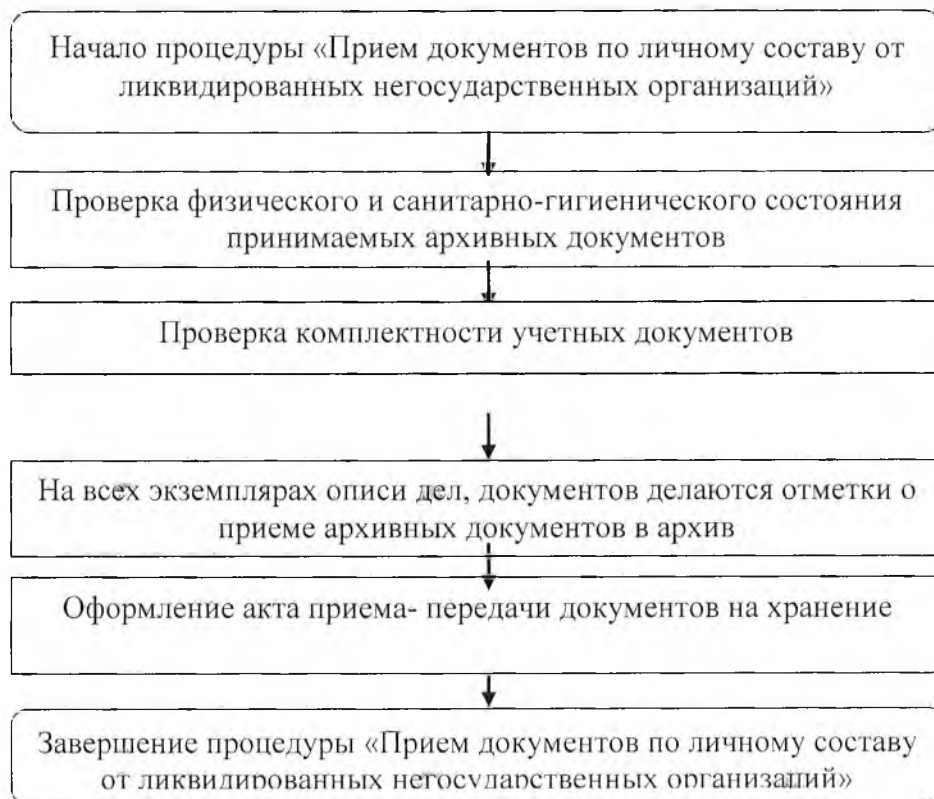 Начало процедуры «Прием документов по личному составу от
ликвидированных негосударственных организаций»
Проверка физического и санитарно-гигиенического состояния
принимаемых архивных документов
Проверка комплектности учетных документов
На всех экземплярах описи дел, документов делаются отметки о
приеме архивных документов в архив
Оформление акта приема- передачи документов на хранение
Завершение процедуры «Прием документов по личному составу
от ликвидированных негосударственных организаций»